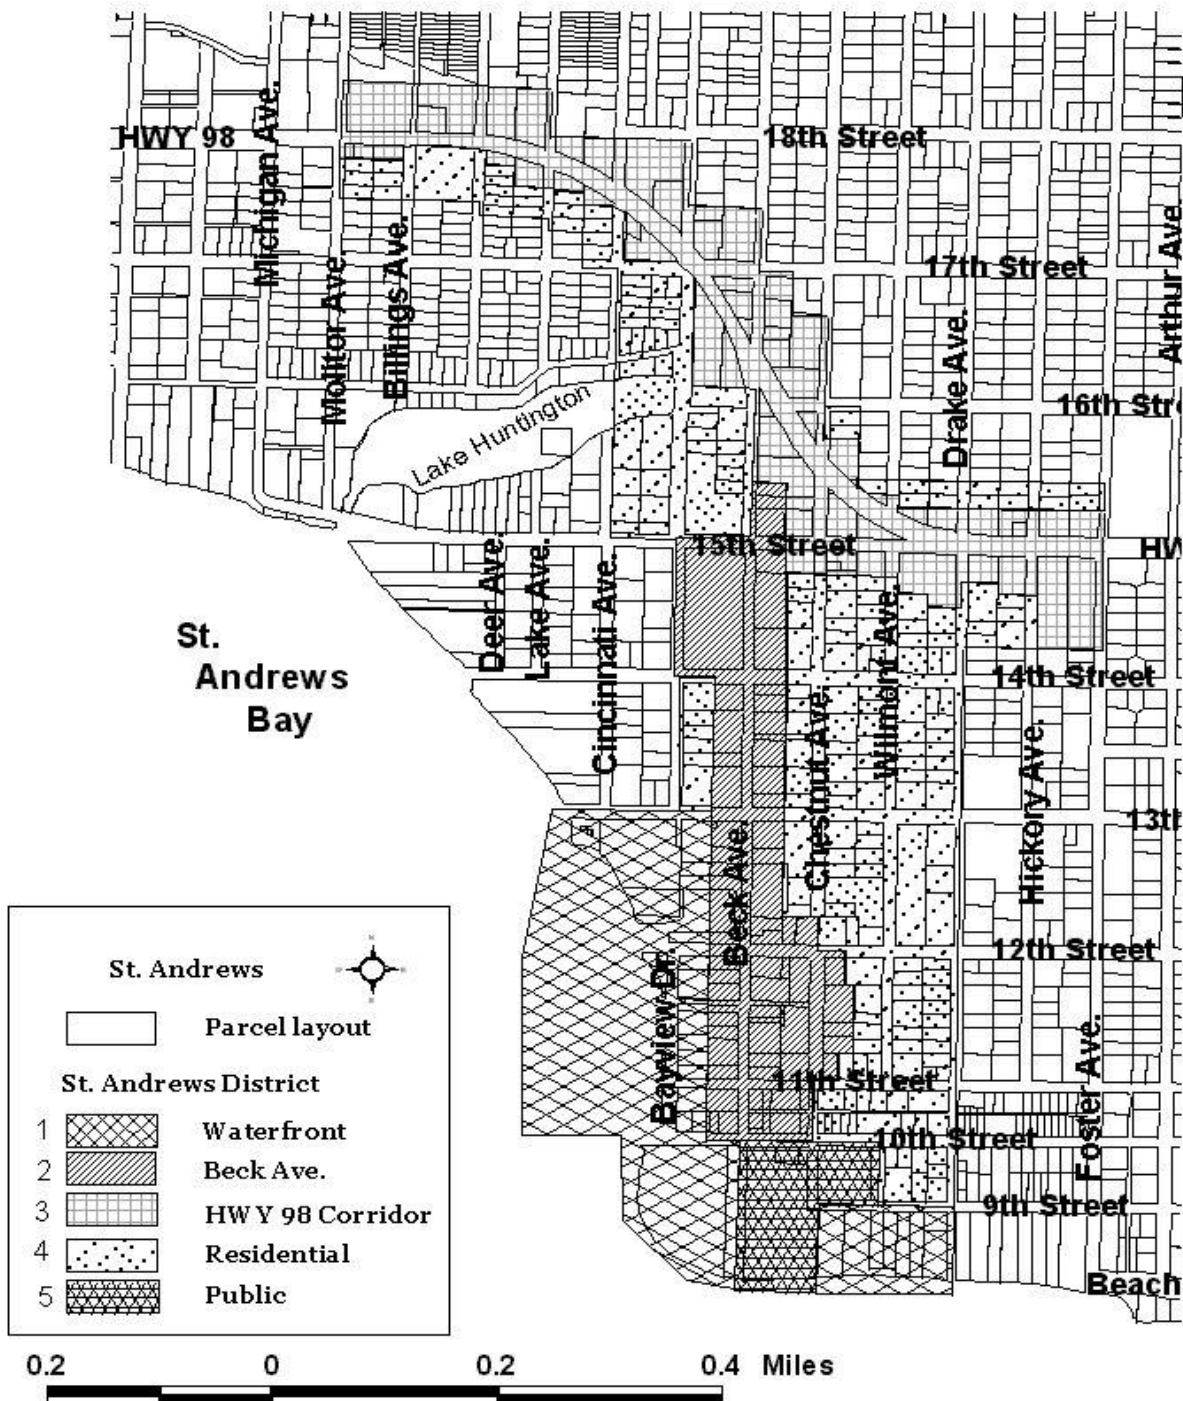 HWY 98
18th Street
Michigan Ave.
17th Street
Arthur Ave.
Molitor Ave.
Billings Ave.
Drake Ave.
16th Stre
Lake Huntington
15th Street
HW
Deer Ave.
Lake Ave.
Cincinnati Ave.
Wilmont Ave.
St.
Andrews
Bay
14th Street
Chestnut Ave.
Hickory Ave.
13th
Beck Ave.
12th Street
Bayview Dr.
11th Street
Foster Ave.
10th Street
9th Street
Beach
St. Andrews
Parcel layout
St. Andrews District
1 Waterfront
2 Beck Ave.
3 HWY 98 Corridor
4 Residential
5 Public
0.2 0 0.2 0.4 Miles